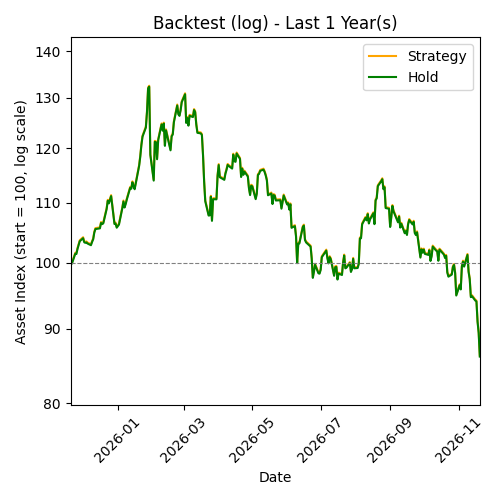 Backtest (log) - Last 1 Year(s)
Strategy
Hold
Asset Index (start = 100, log scale)
140
130
120
110
100
90
80
2026-01
2026-03
2026-05
2026-07
2026-09
2026-11
Date